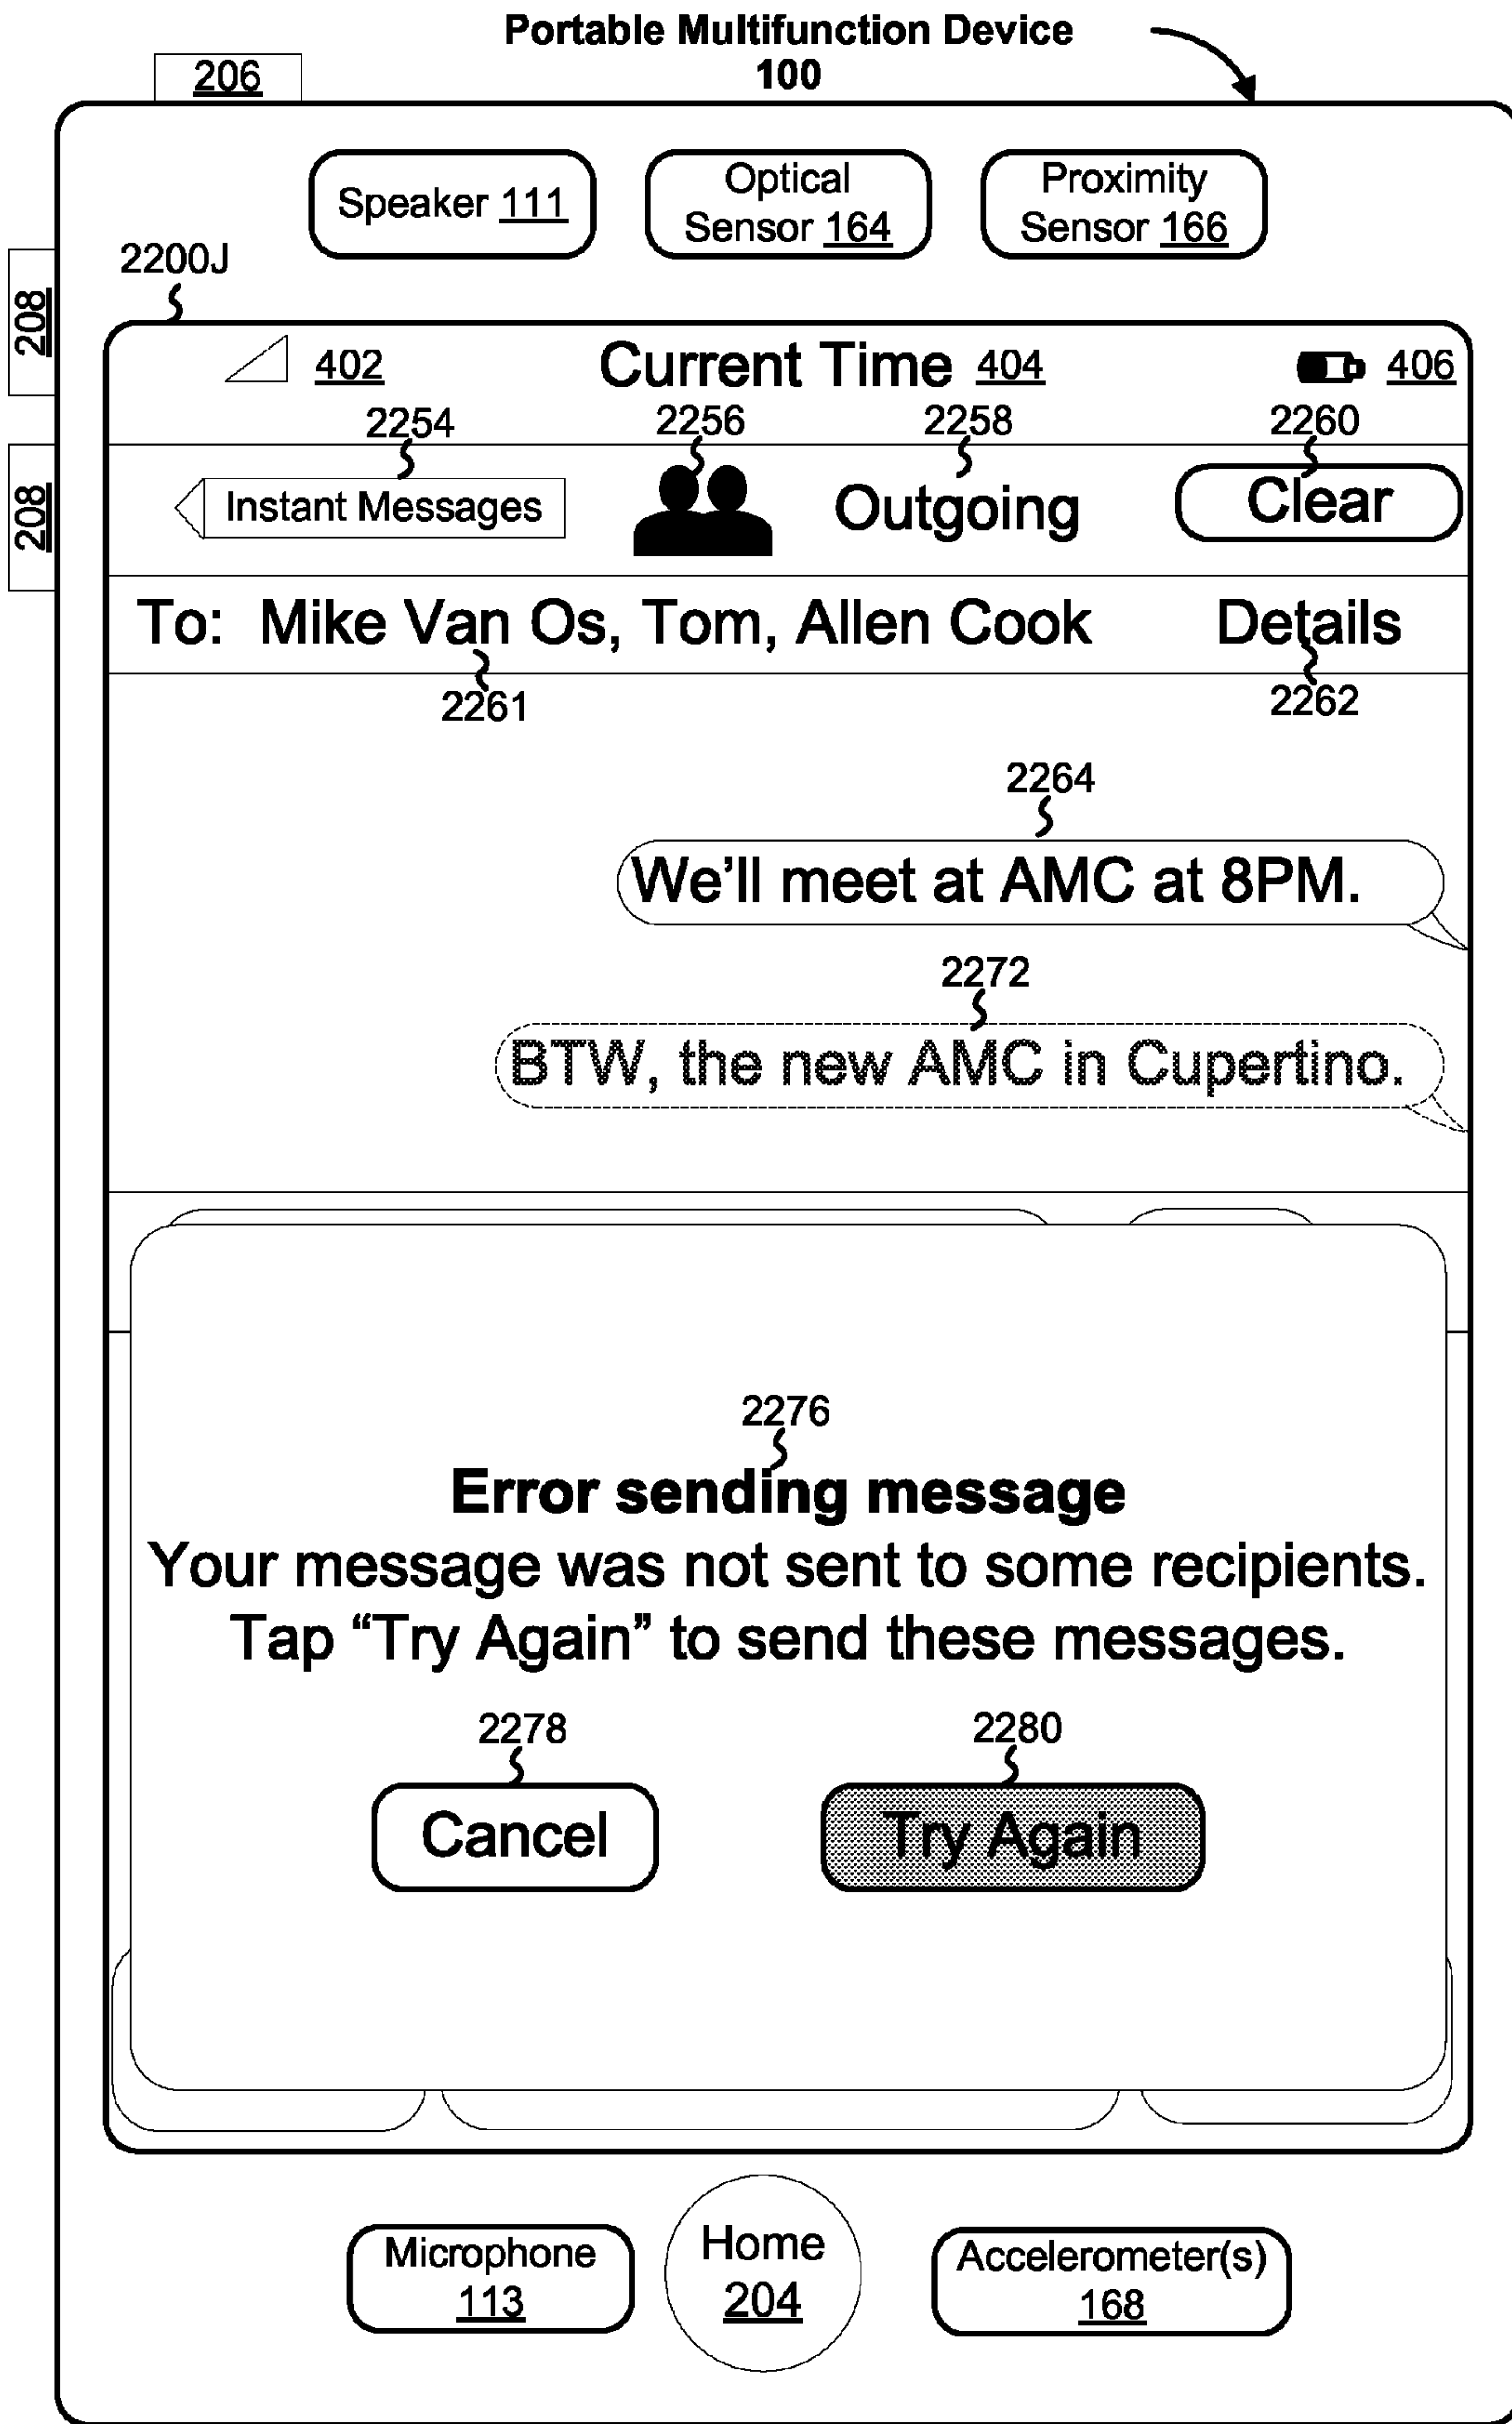 Portable Multifunction Device
100
206
Speaker 111
Optical
Sensor 164
Proximity
Sensor 166
2200J
208
402
Current Time 404
406
2254
2256
2258
2260
208
Instant Messages
Outgoing
Clear
To: Mike Van Os, Tom, Allen Cook
Details
2261
2262
2264
We'll meet at AMC at 8PM.
2272
BTW, the new AMC in Cupertino.
2276
Error sending message
Your message was not sent to some recipients.
Tap “Try Again” to send these messages.
2278
2280
Cancel
Try Again
Microphone
113
Home
204
Accelerometer(s)
168